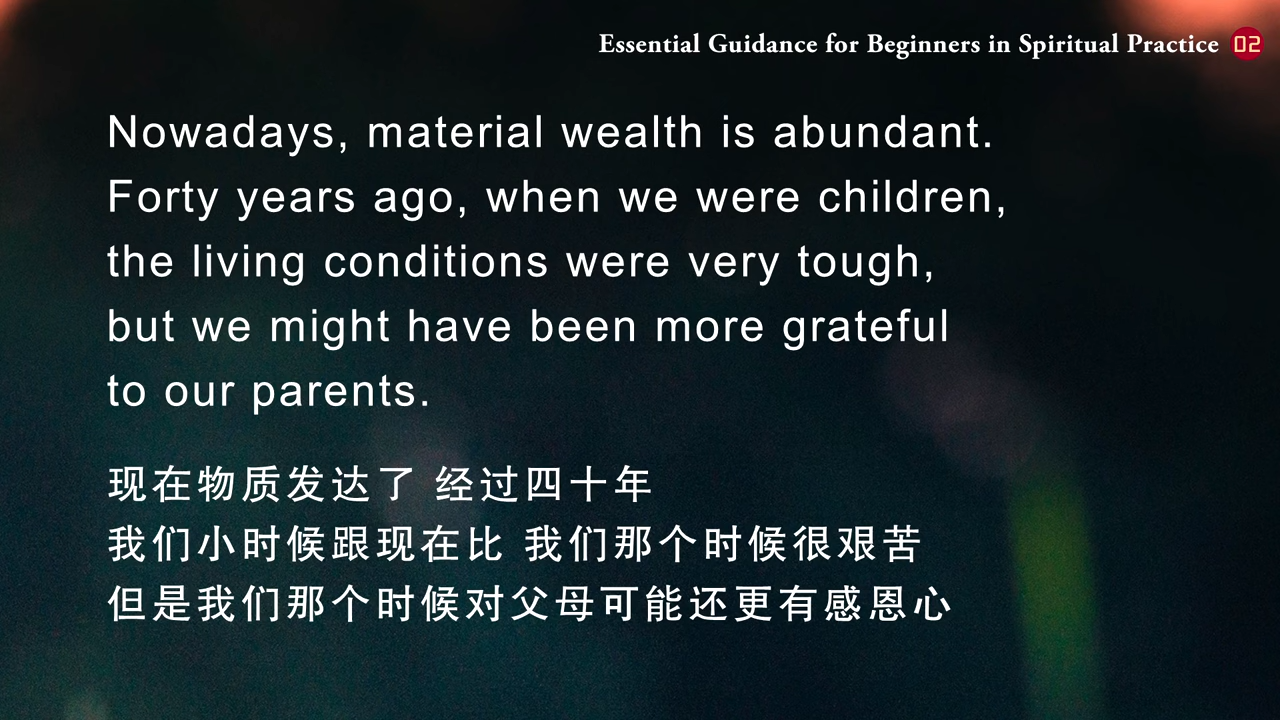 Essential Guidance for Beginners in Spiritual Practice 02
Nowadays, material wealth is abundant.
Forty years ago, when we were children,
the living conditions were very tough,
but we might have been more grateful
to our parents.
现在物质发达了 经过四十年
我们小时候跟现在比 我们那个时候很艰苦
但是我们那个时候对父母可能还更有感恩心